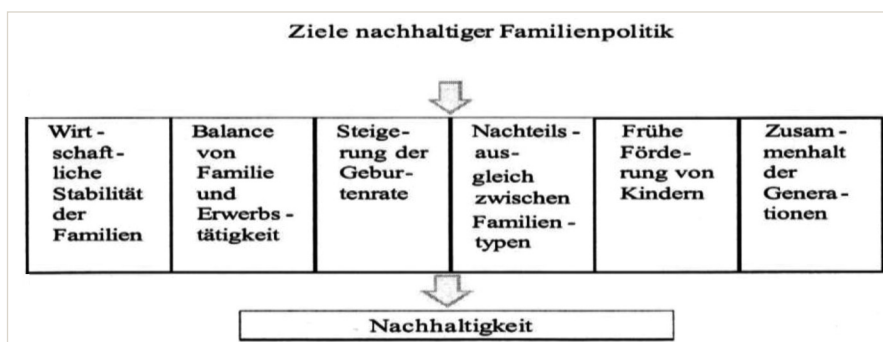 Ziele nachhaltiger Familienpolitik
Wirt -
schaft-
liche
Stabilität
der
Familien
Balance
von
Familie
und
Erwerbs -
tätigkeit
Steige-
rung der
Gebur-
tenrate
Nachteils-
aus-
gleich
zwischen
Familien -
typen
Frühe
Förde-
rung von
Kindern
Zusam -
menhalt
der
Genera-
tionen
Nachhaltigkeit